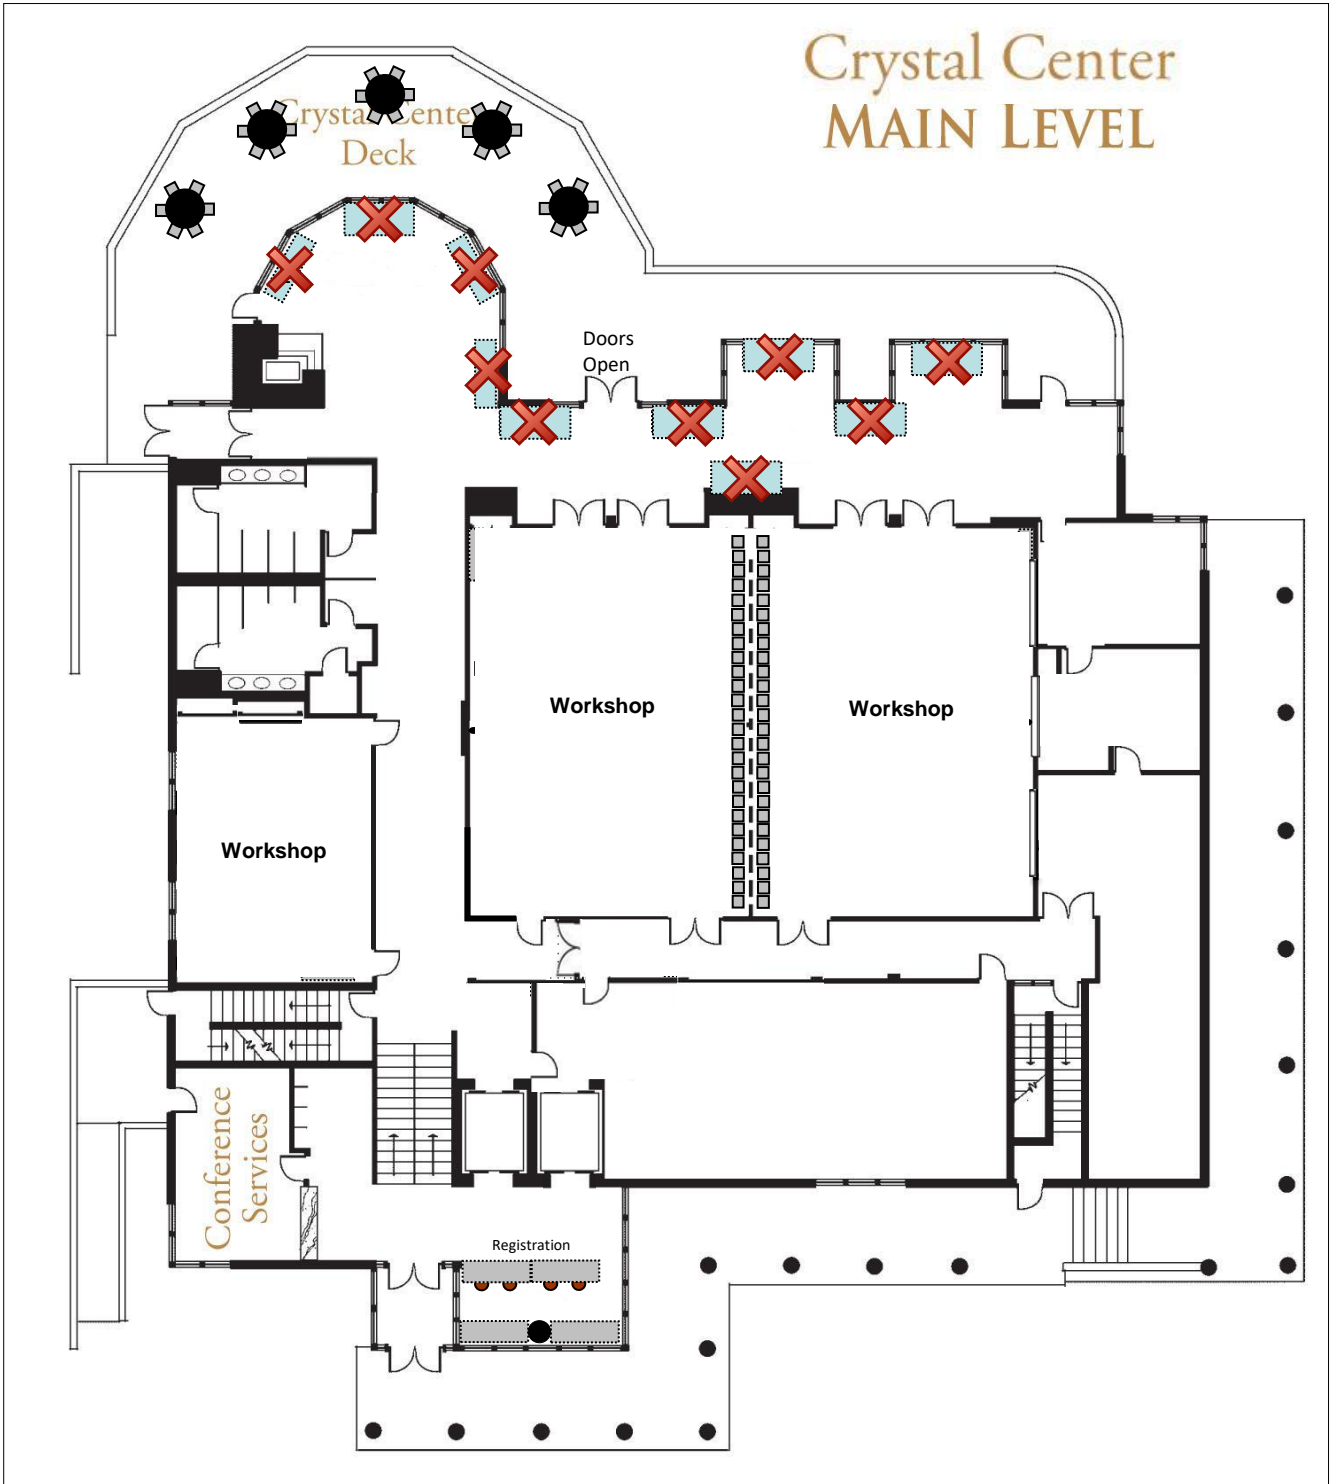 Crystal Center
MAIN LEVEL
Crystal Center
Deck
Doors
Open
Workshop
Workshop
Workshop
Conference
Services
Registration